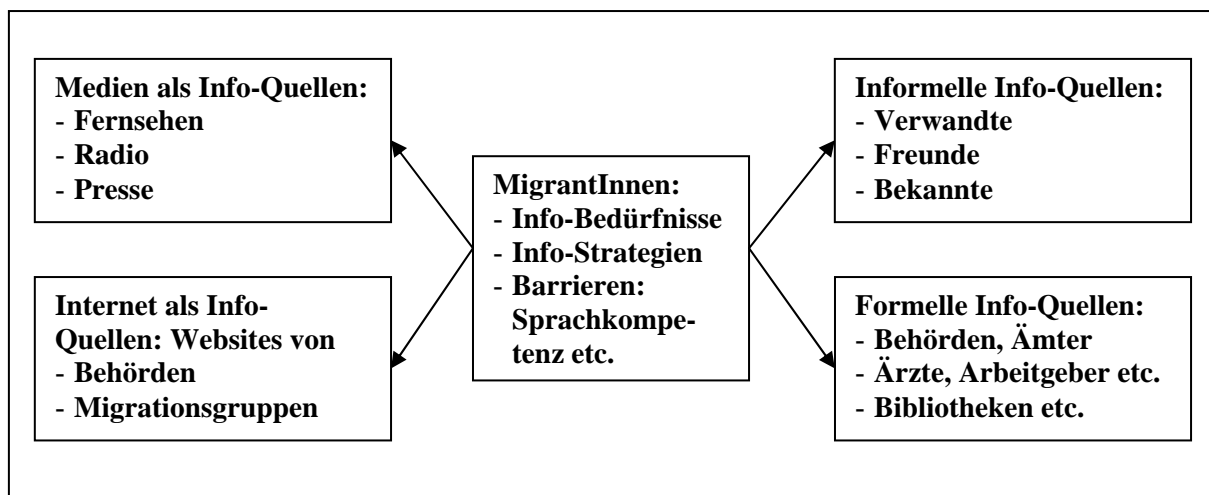 Medien als Info-Quellen:
- Fernsehen
- Radio
- Presse
Internet als Info-
Quellen: Websites von
- Behörden
- Migrationsgruppen
MigrantInnen:
- Info-Bedürfnisse
- Info-Strategien
- Barrieren:
Sprachkompe-
tenz etc.
Informelle Info-Quellen:
- Verwandte
- Freunde
- Bekannte
Formelle Info-Quellen:
- Behörden, Ämter
- Ärzte, Arbeitgeber etc.
- Bibliotheken etc.